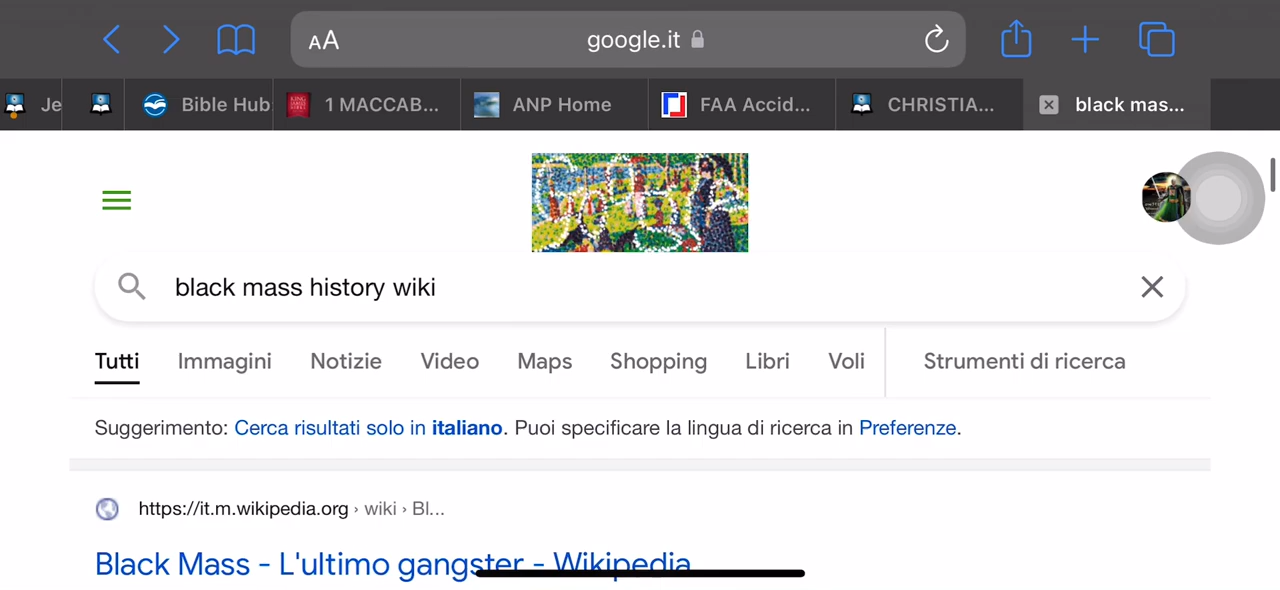 AA google.it
Je Bible Hub 1 MACCAB... ANP Home FAA Accid... CHRISTIA... black mas...
black mass history wiki
Tutti Immagini Notizie Video Maps Shopping Libri Voli Strumenti di ricerca
Suggerimento: Cerca risultati solo in italiano. Puoi specificare la lingua di ricerca in Preferenze.
https://it.m.wikipedia.org › wiki › Bl...
Black Mass - L'ultimo gangster - Wikipedia